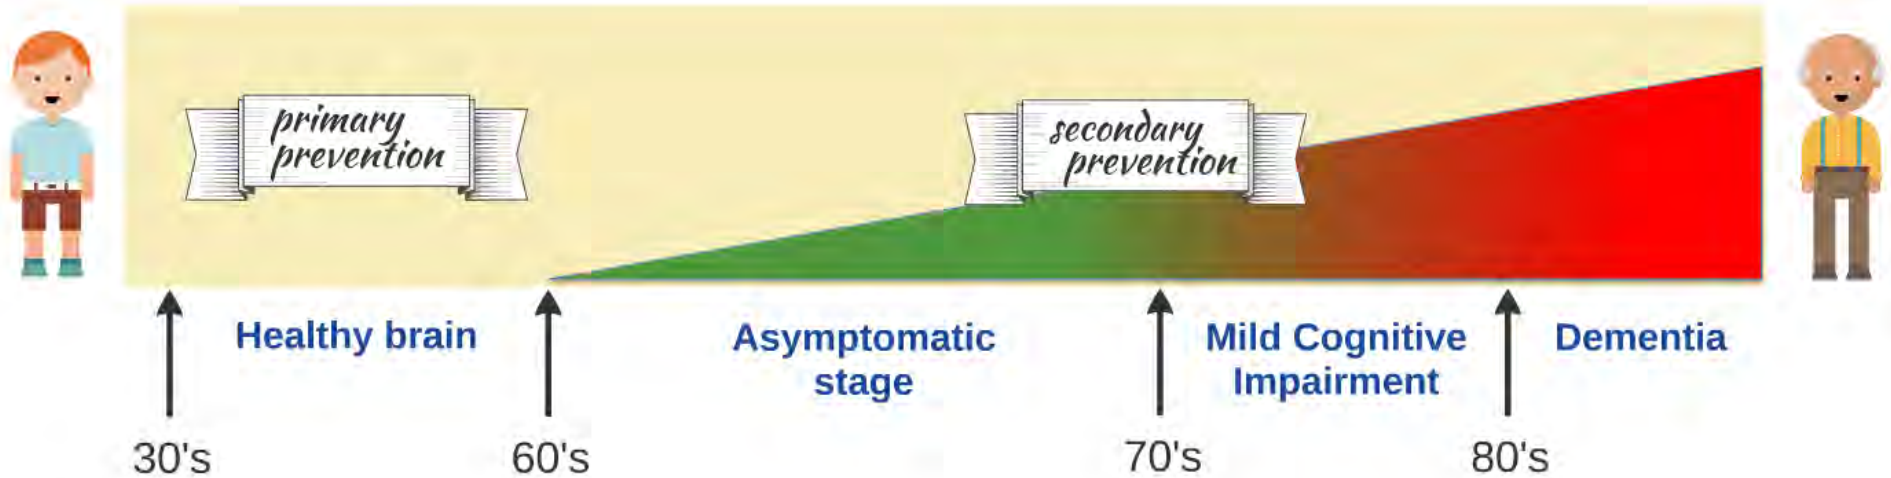 primary
prevention
secondary
prevention
Healthy brain
Asymptomatic
stage
Mild Cognitive
Impairment
Dementia
30's
60's
70's
80's